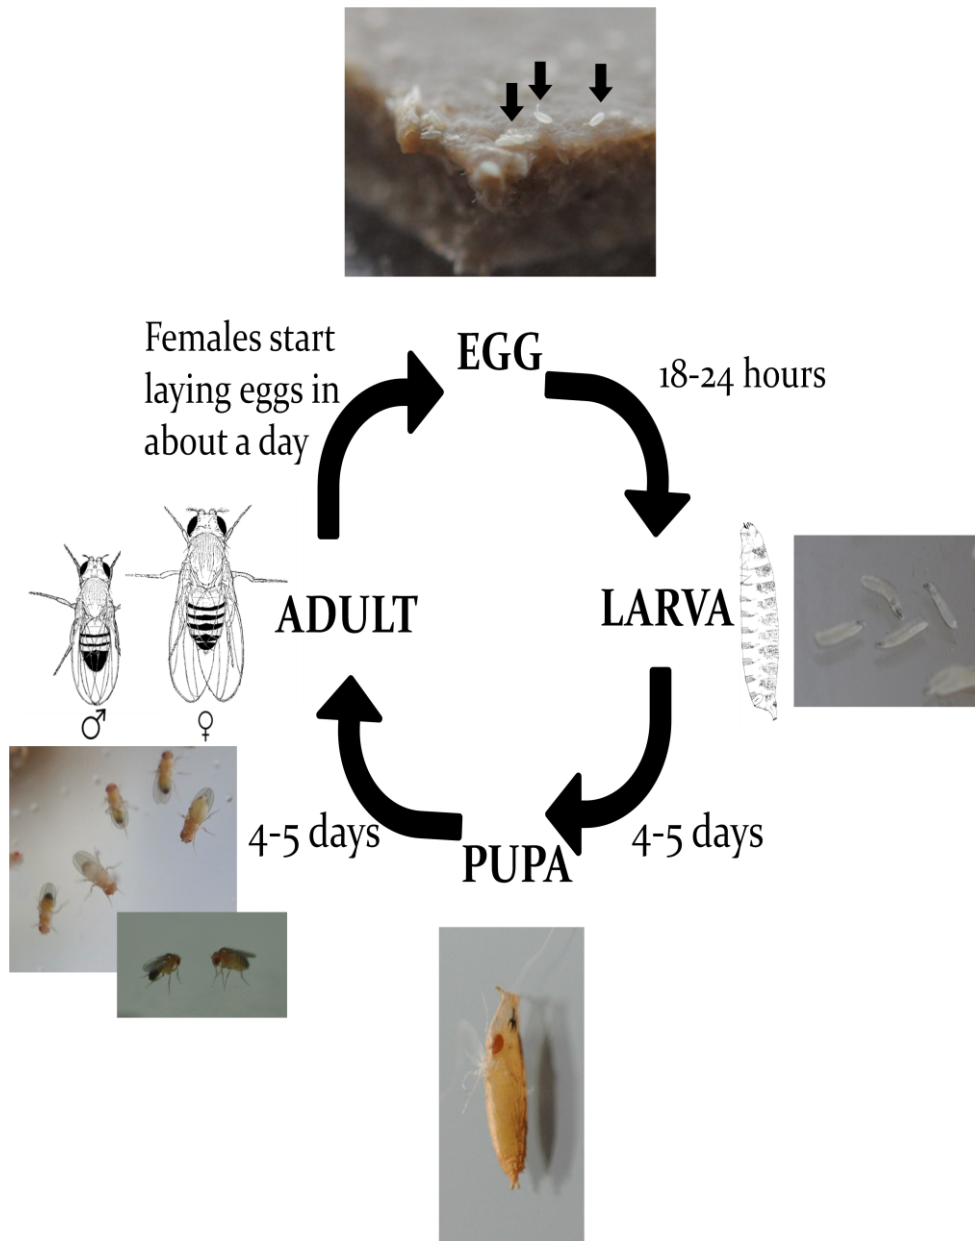 EGG
18-24 hours
LARVA
4-5 days
PUPA
4-5 days
ADULT
♂
♀
Females start
laying eggs in
about a day